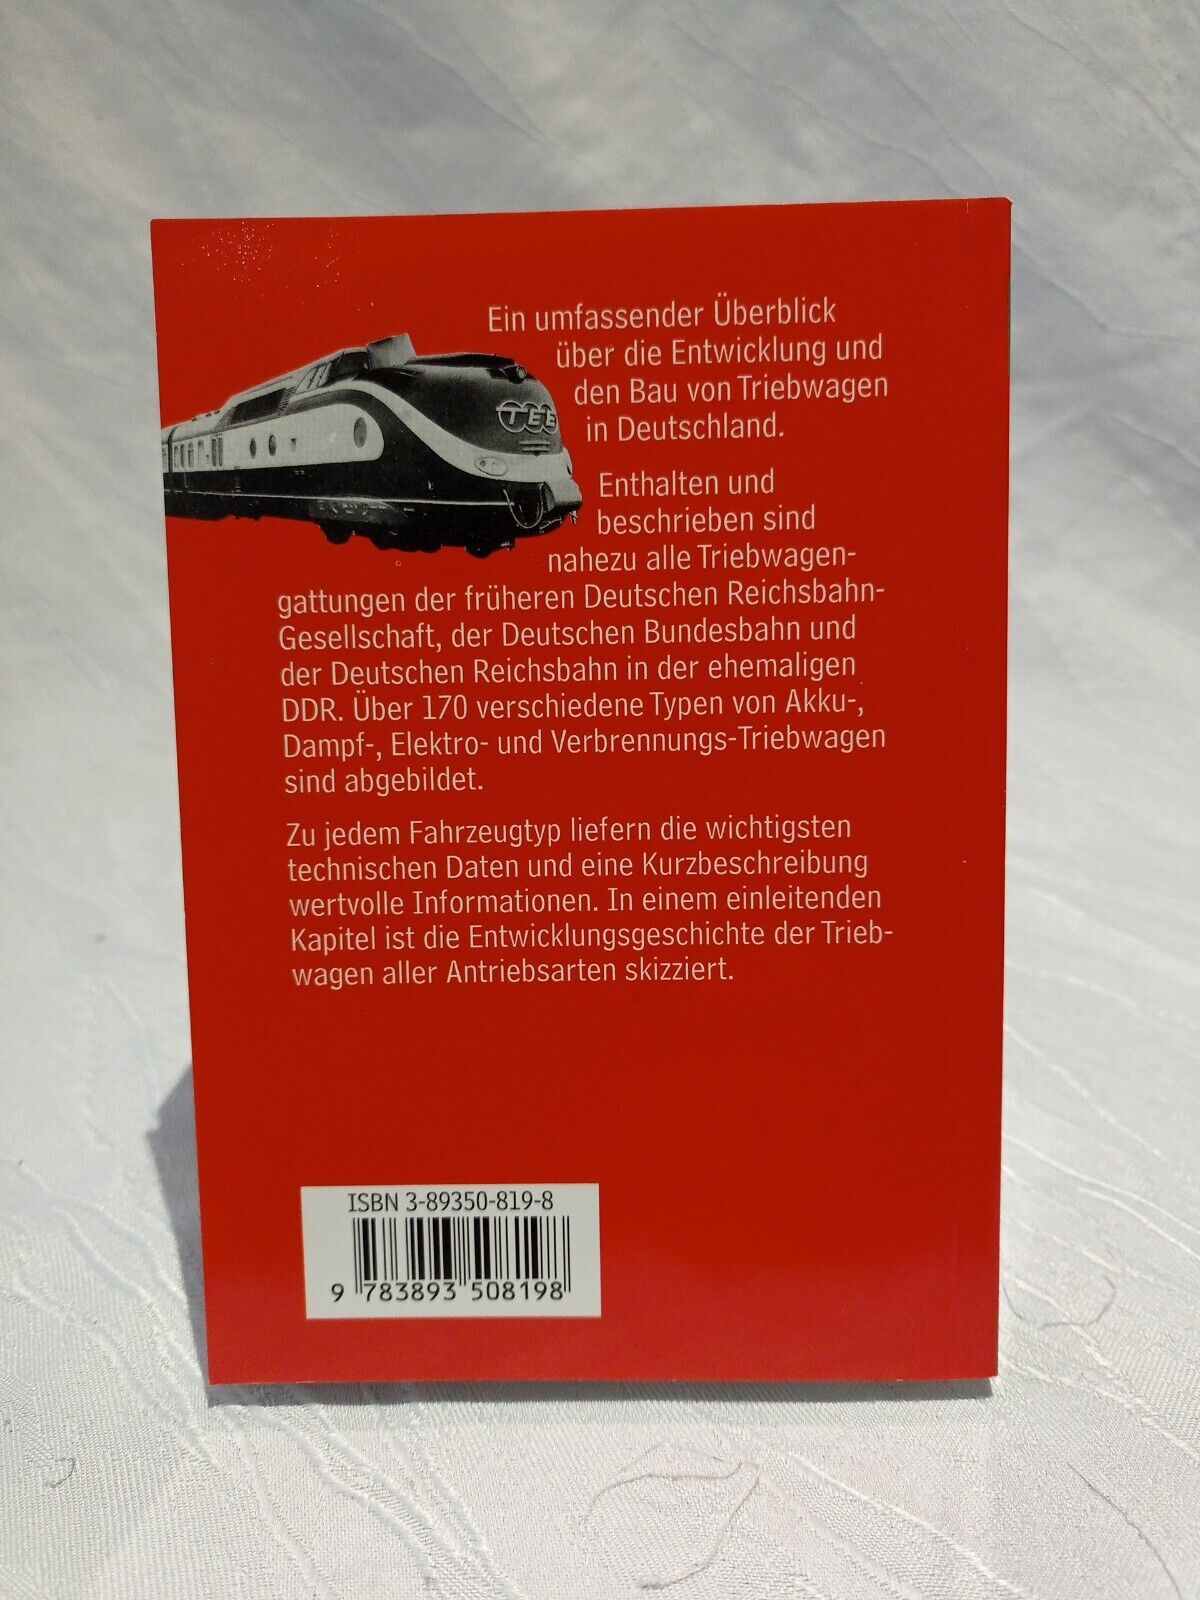 Ein umfassender Überblick
über die Entwicklung und
den Bau von Triebwagen
in Deutschland.
TEE
Enthalten und
beschrieben sind
nahezu alle Triebwagen-
gattungen der früheren Deutschen Reichsbahn-
Gesellschaft, der Deutschen Bundesbahn und
der Deutschen Reichsbahn in der ehemaligen
DDR. Über 170 verschiedene Typen von Akku-,
Dampf-, Elektro- und Verbrennungs-Triebwagen
sind abgebildet.
Zu jedem Fahrzeugtyp liefern die wichtigsten
technischen Daten und eine Kurzbeschreibung
wertvolle Informationen. In einem einleitenden
Kapitel ist die Entwicklungsgeschichte der Trieb-
wagen aller Antriebsarten skizziert.
ISBN 3-89350-819-8
9 783893 508198